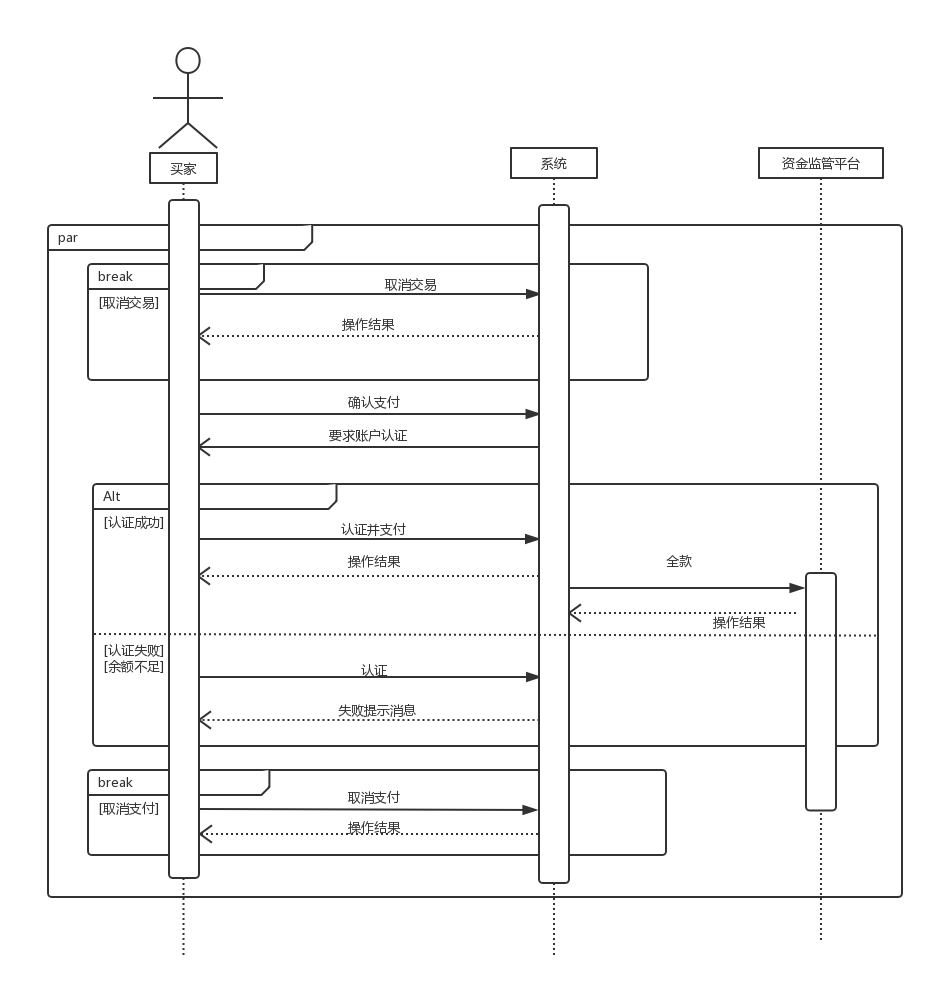 买家
系统
资金监管平台
par
break
[取消交易]
取消交易
操作结果
确认支付
要求账户认证
Alt
[认证成功]
认证并支付
操作结果
全款
操作结果
[认证失败]
[余额不足]
认证
失败提示消息
break
[取消支付]
取消支付
操作结果